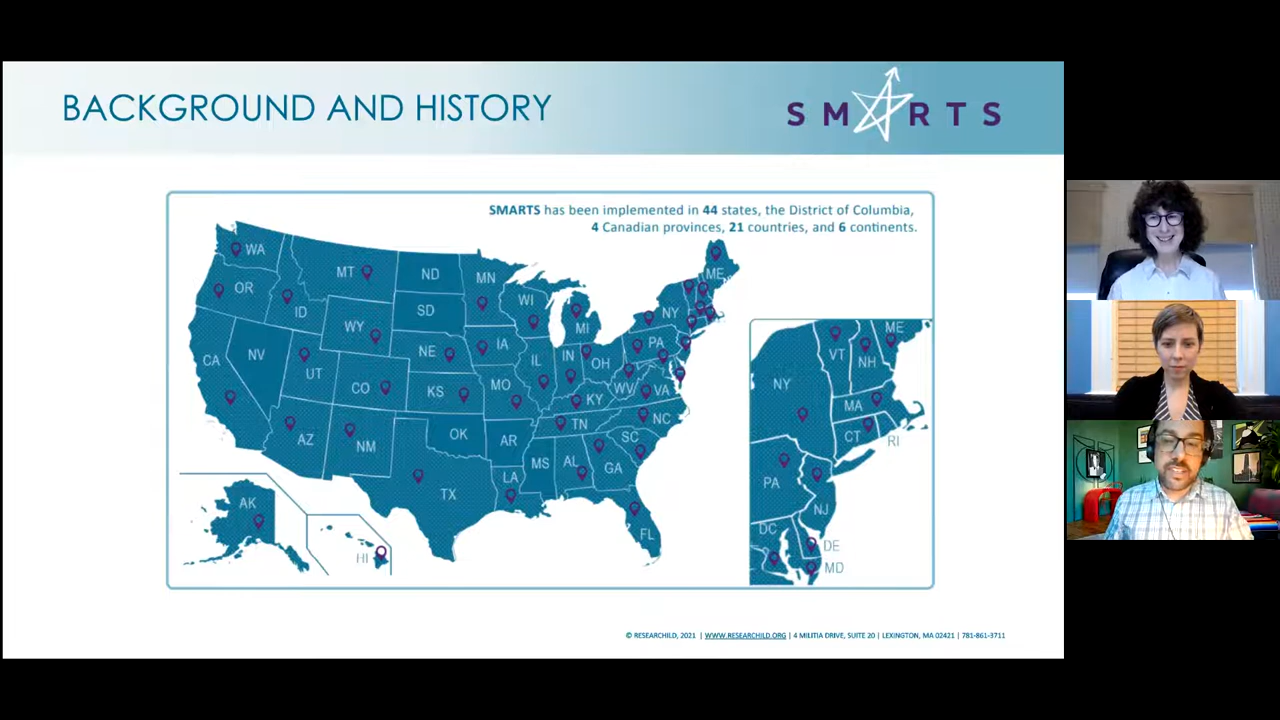 BACKGROUND AND HISTORY
SMARTS
SMARTS has been implemented in 44 states, the District of Columbia,
4 Canadian provinces, 21 countries, and 6 continents.
WA
OR
MT
ID
WY
ND
SD
MN
WI
MI
NY
ME
CA
NV
UT
CO
NE
KS
IA
IL
IN
OH
PA
MO
KY
WV
VA
AZ
NM
OK
AR
TN
NC
SC
TX
LA
MS
AL
GA
FL
AK
HI
ME
VT
NH
NY
MA
CT
RI
PA
NJ
DC
DE
MD
© RESEARCHILD, 2021 | WWW.RESEARCHILD.ORG | 4 MILITIA DRIVE, SUITE 20 | LEXINGTON, MA 02421 | 781-861-3711